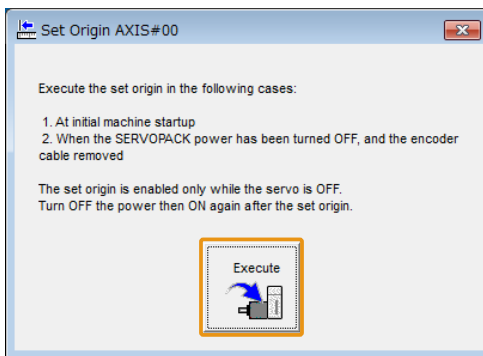 Set Origin AXIS#00
Execute the set origin in the following cases:
1. At initial machine startup
2. When the SERVOPACK power has been turned OFF, and the encoder
cable removed
The set origin is enabled only while the servo is OFF.
Turn OFF the power then ON again after the set origin.
Execute